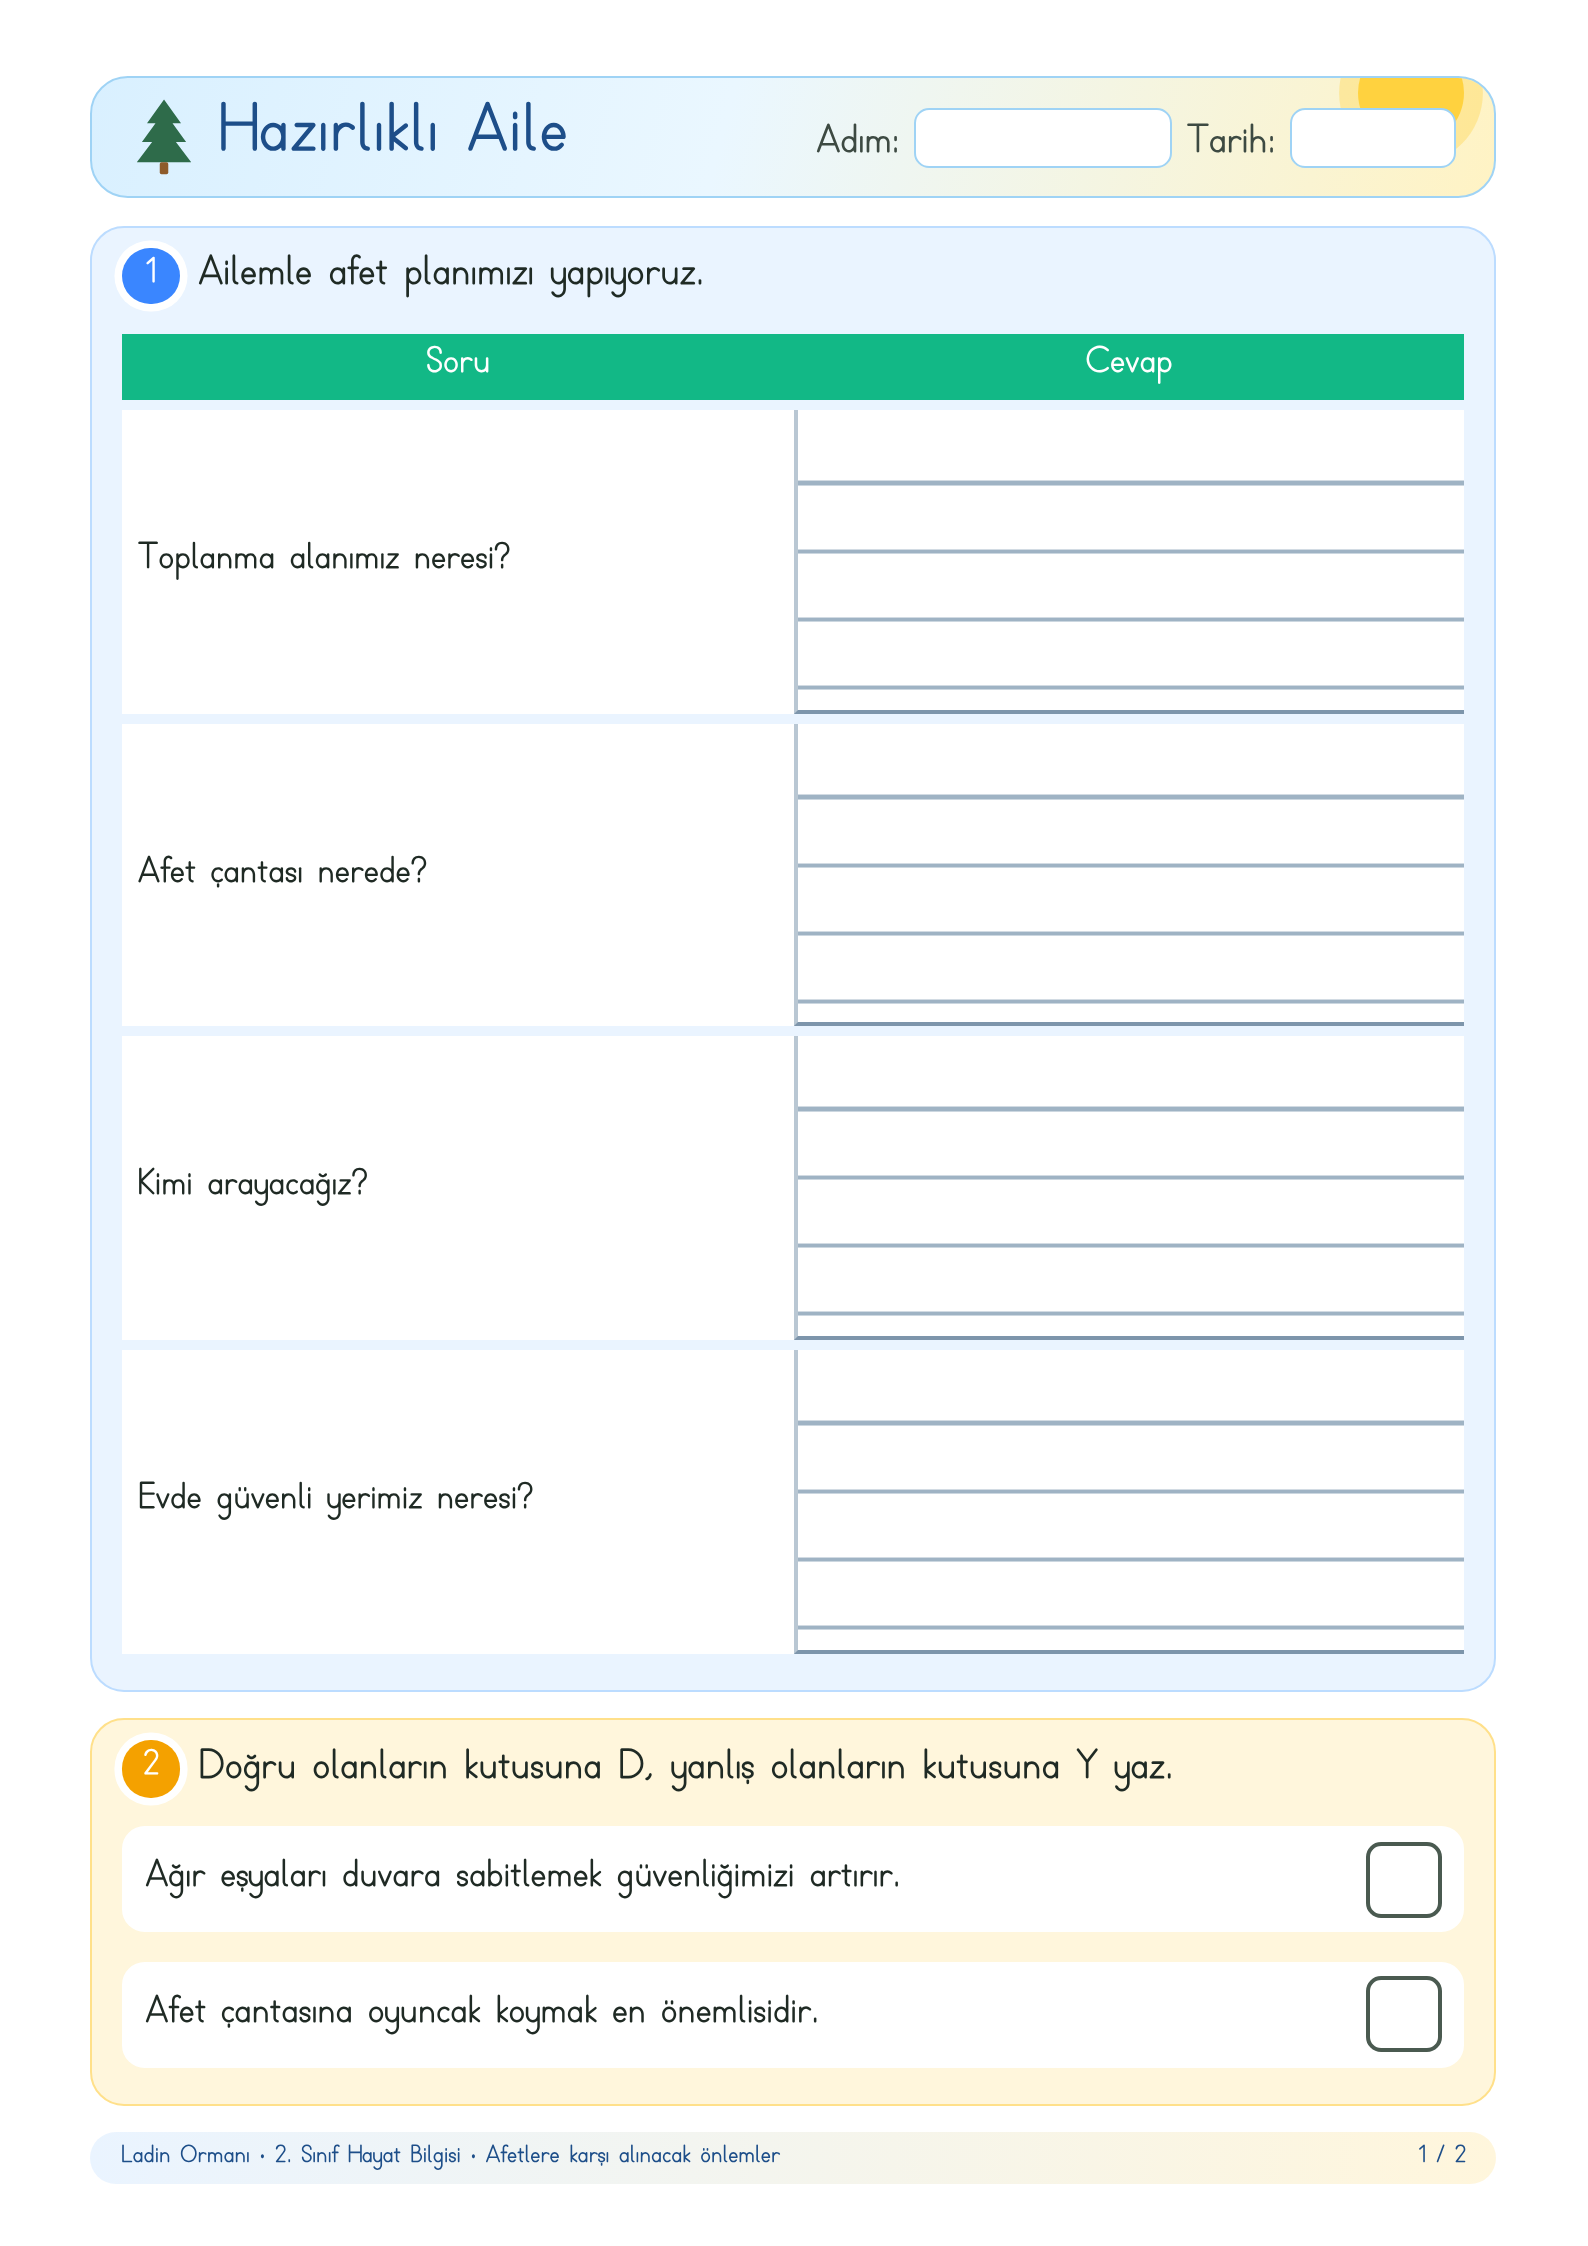 Hazırlıklı Aile
Adım:
Tarih:
1 Ailemle afet planımızı yapıyoruz.
Soru
Cevap
Toplanma alanımız neresi?
Afet çantası nerede?
Kimi arayacağız?
Evde güvenli yerimiz neresi?
2 Doğru olanların kutusuna D, yanlış olanların kutusuna Y yaz.
Ağır eşyaları duvara sabitlemek güvenliğimizi artırır.
Afet çantasına oyuncak koymak en önemlisidir.
Ladin Ormanı • 2. Sınıf Hayat Bilgisi • Afetlere karşı alınacak önlemler
1 / 2